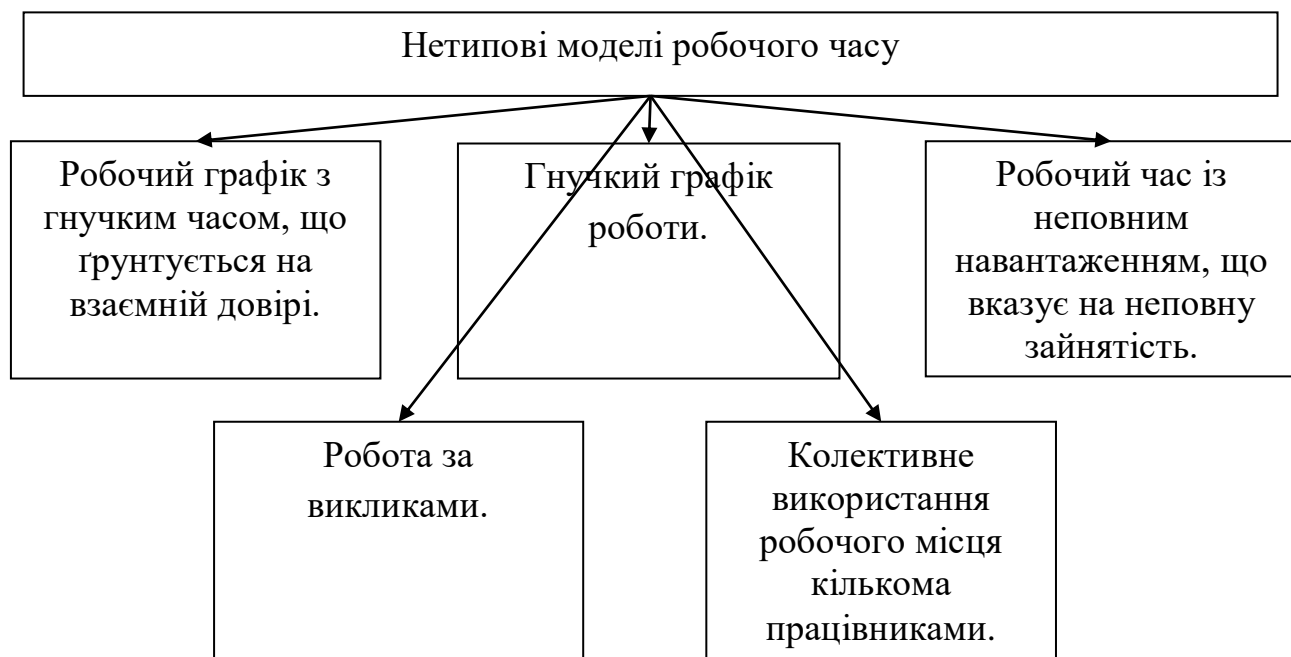 Нетипові моделі робочого часу
Робочий графік з
гнучким часом, що
ґрунтується на
взаємній довірі.
Гнучкий графік
роботи.
Робочий час із
неповним
навантаженням, що
вказує на неповну
зайнятість.
Робота за
викликами.
Колективне
використання
робочого місця
кількома
працівниками.